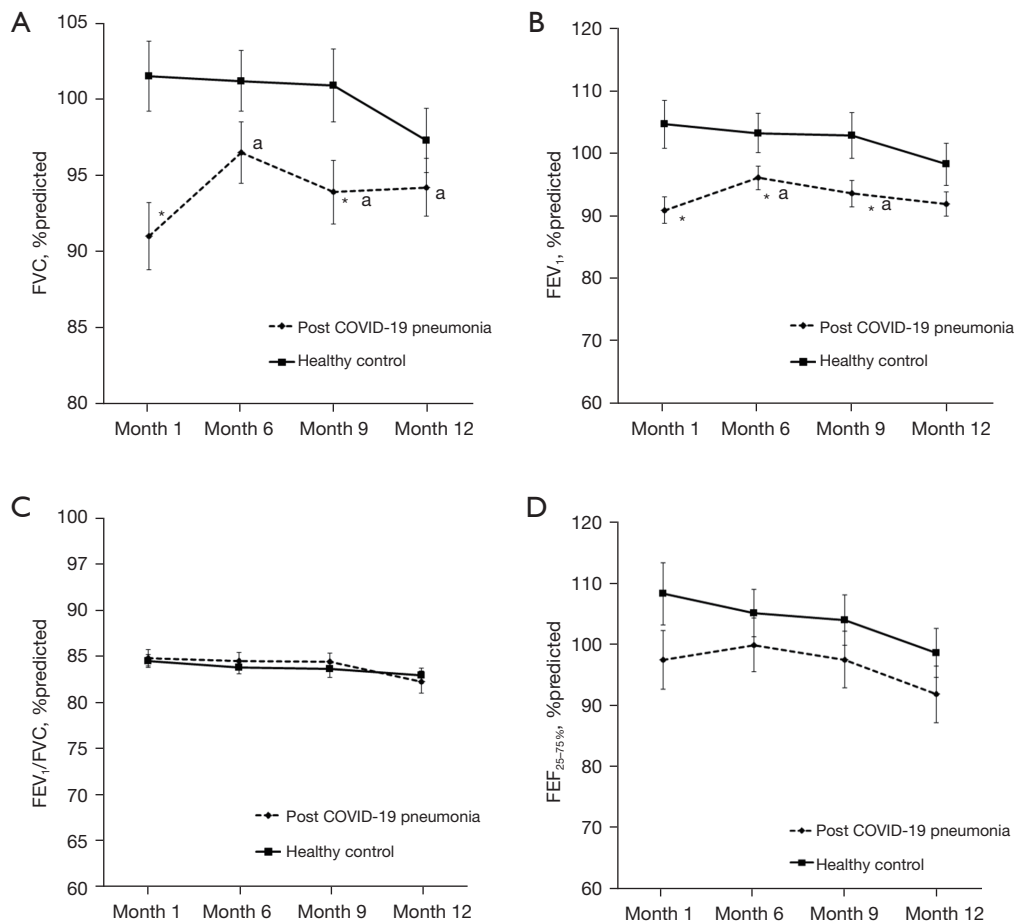 A
105
100
95
90
85
80
FVC, %predicted
*
a
* a
a
Post COVID-19 pneumonia
Healthy control
Month 1 Month 6 Month 9 Month 12
B
120
110
100
90
80
70
60
FEV1, %predicted
*
* a
* a
Post COVID-19 pneumonia
Healthy control
Month 1 Month 6 Month 9 Month 12
C
100
97
90
85
82
75
70
65
60
FEV1/FVC, %predicted
Post COVID-19 pneumonia
Healthy control
Month 1 Month 6 Month 9 Month 12
D
120
110
100
90
80
70
60
FEF25–75%, %predicted
Post COVID-19 pneumonia
Healthy control
Month 1 Month 6 Month 9 Month 12